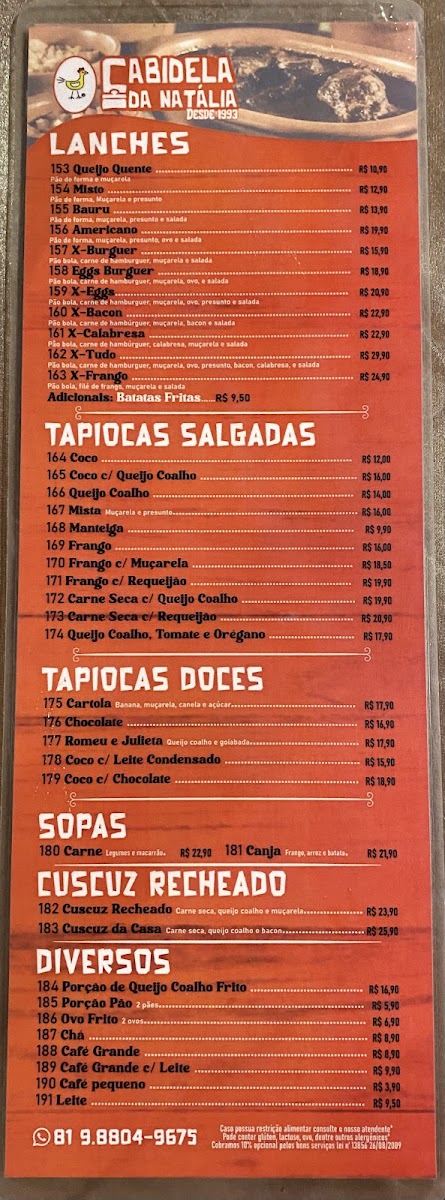 CABIDELA
DA NATÁLIA
DESDE 1993
LANCHES
153 Queijo Quente R$ 10,90
Pão de forma e muçarela
154 Misto R$ 12,90
Pão de forma, Muçarela e presunto
155 Bauru R$ 13,90
Pão de forma, muçarela, presunto e salada
156 Americano R$ 19,90
Pão de forma, muçarela, presunto, ovo e salada
157 X-Burguer R$ 15,90
Pão bola, carne de hambúrguer, muçarela e salada
158 Eggs Burguer R$ 18,90
Pão bola, carne de hambúrguer, muçarela, ovo, e salada
159 X-Eggs R$ 20,90
Pão bola, carne de hambúrguer, muçarela, ovo, presunto e salada
160 X-Bacon R$ 22,90
Pão bola, carne de hambúrguer, muçarela, bacon e salada
161 X-Calabresa R$ 22,90
Pão bola, carne de hambúrguer, calabresa, muçarela e salada
162 X-Tudo R$ 29,90
Pão bola, carne de hambúrguer, muçarela, ovo, presunto, bacon, calabresa, e salada
163 X-Frango R$ 24,90
Pão bola, filé de frango, muçarela e salada
Adicionais: Batatas Fritas.....R$ 9,50
TAPIOCAS SALGADAS
164 Coco R$ 12,00
165 Coco c/ Queijo Coalho R$ 16,00
166 Queijo Coalho R$ 14,00
167 Mista Muçarela e presunto R$ 16,00
168 Manteiga R$ 9,90
169 Frango R$ 16,00
170 Frango c/ Muçarela R$ 18,50
171 Frango c/ Requeijão R$ 19,90
172 Carne Seca c/ Queijo Coalho R$ 19,90
173 Carne Seca c/ Requeijão R$ 20,90
174 Queijo Coalho, Tomate e Orégano R$ 17,90
TAPIOCAS DOCES
175 Cartola Banana, muçarela, canela e açúcar R$ 17,90
176 Chocolate R$ 16,90
177 Romeu e Julieta Queijo coalho e goiabada R$ 17,90
178 Coco c/ Leite Condensado R$ 15,90
179 Coco c/ Chocolate R$ 18,90
SOPAS
180 Carne Legumes e macarrão. R$ 22,90 181 Canja Frango, arroz e batata. R$ 21,90
CUSCUZ RECHEADO
182 Cuscuz Recheado Carne seca, queijo coalho e muçarela R$ 23,90
183 Cuscuz da Casa Carne seca, queijo coalho e bacon R$ 25,90
DIVERSOS
184 Porção de Queijo Coalho Frito R$ 16,90
185 Porção Pão 2 pães R$ 5,90
186 Ovo Frito 2 ovos R$ 6,90
187 Chá R$ 8,90
188 Café Grande R$ 8,90
189 Café Grande c/ Leite R$ 9,90
190 Café pequeno R$ 3,90
191 Leite R$ 9,50
81 9.8804-9675
Caso possua restrição alimentar consulte o nosso atendente*
Pode conter glúten, lactose, ovo, dentre outros alergênicos*
Cobramos 10% opcional pelos bons serviços lei nº 13856 26/08/2009